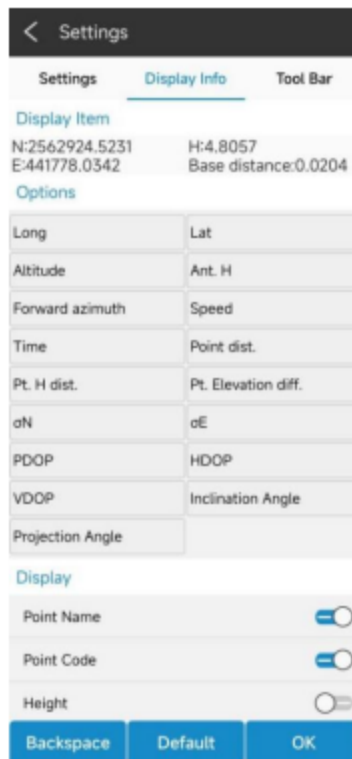 Settings
Settings Display Info Tool Bar
Display Item
N:2562924.5231 H:4.8057
E:441778.0342 Base distance:0.0204
Options
Long Lat
Altitude Ant. H
Forward azimuth Speed
Time Point dist.
Pt. H dist. Pt. Elevation diff.
σN σE
PDOP HDOP
VDOP Inclination Angle
Projection Angle
Display
Point Name
Point Code
Height
Backspace Default OK